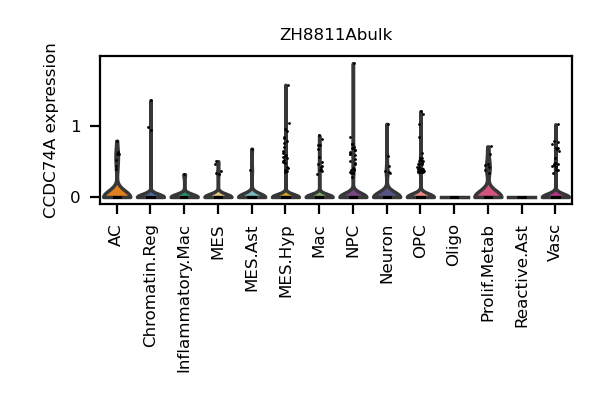 ZH8811Abulk
CCDC74A expression
1
0
AC
Chromatin.Reg
Inflammatory.Mac
MES
MES.Ast
MES.Hyp
Mac
NPC
Neuron
OPC
Oligo
Prolif.Metab
Reactive.Ast
Vasc